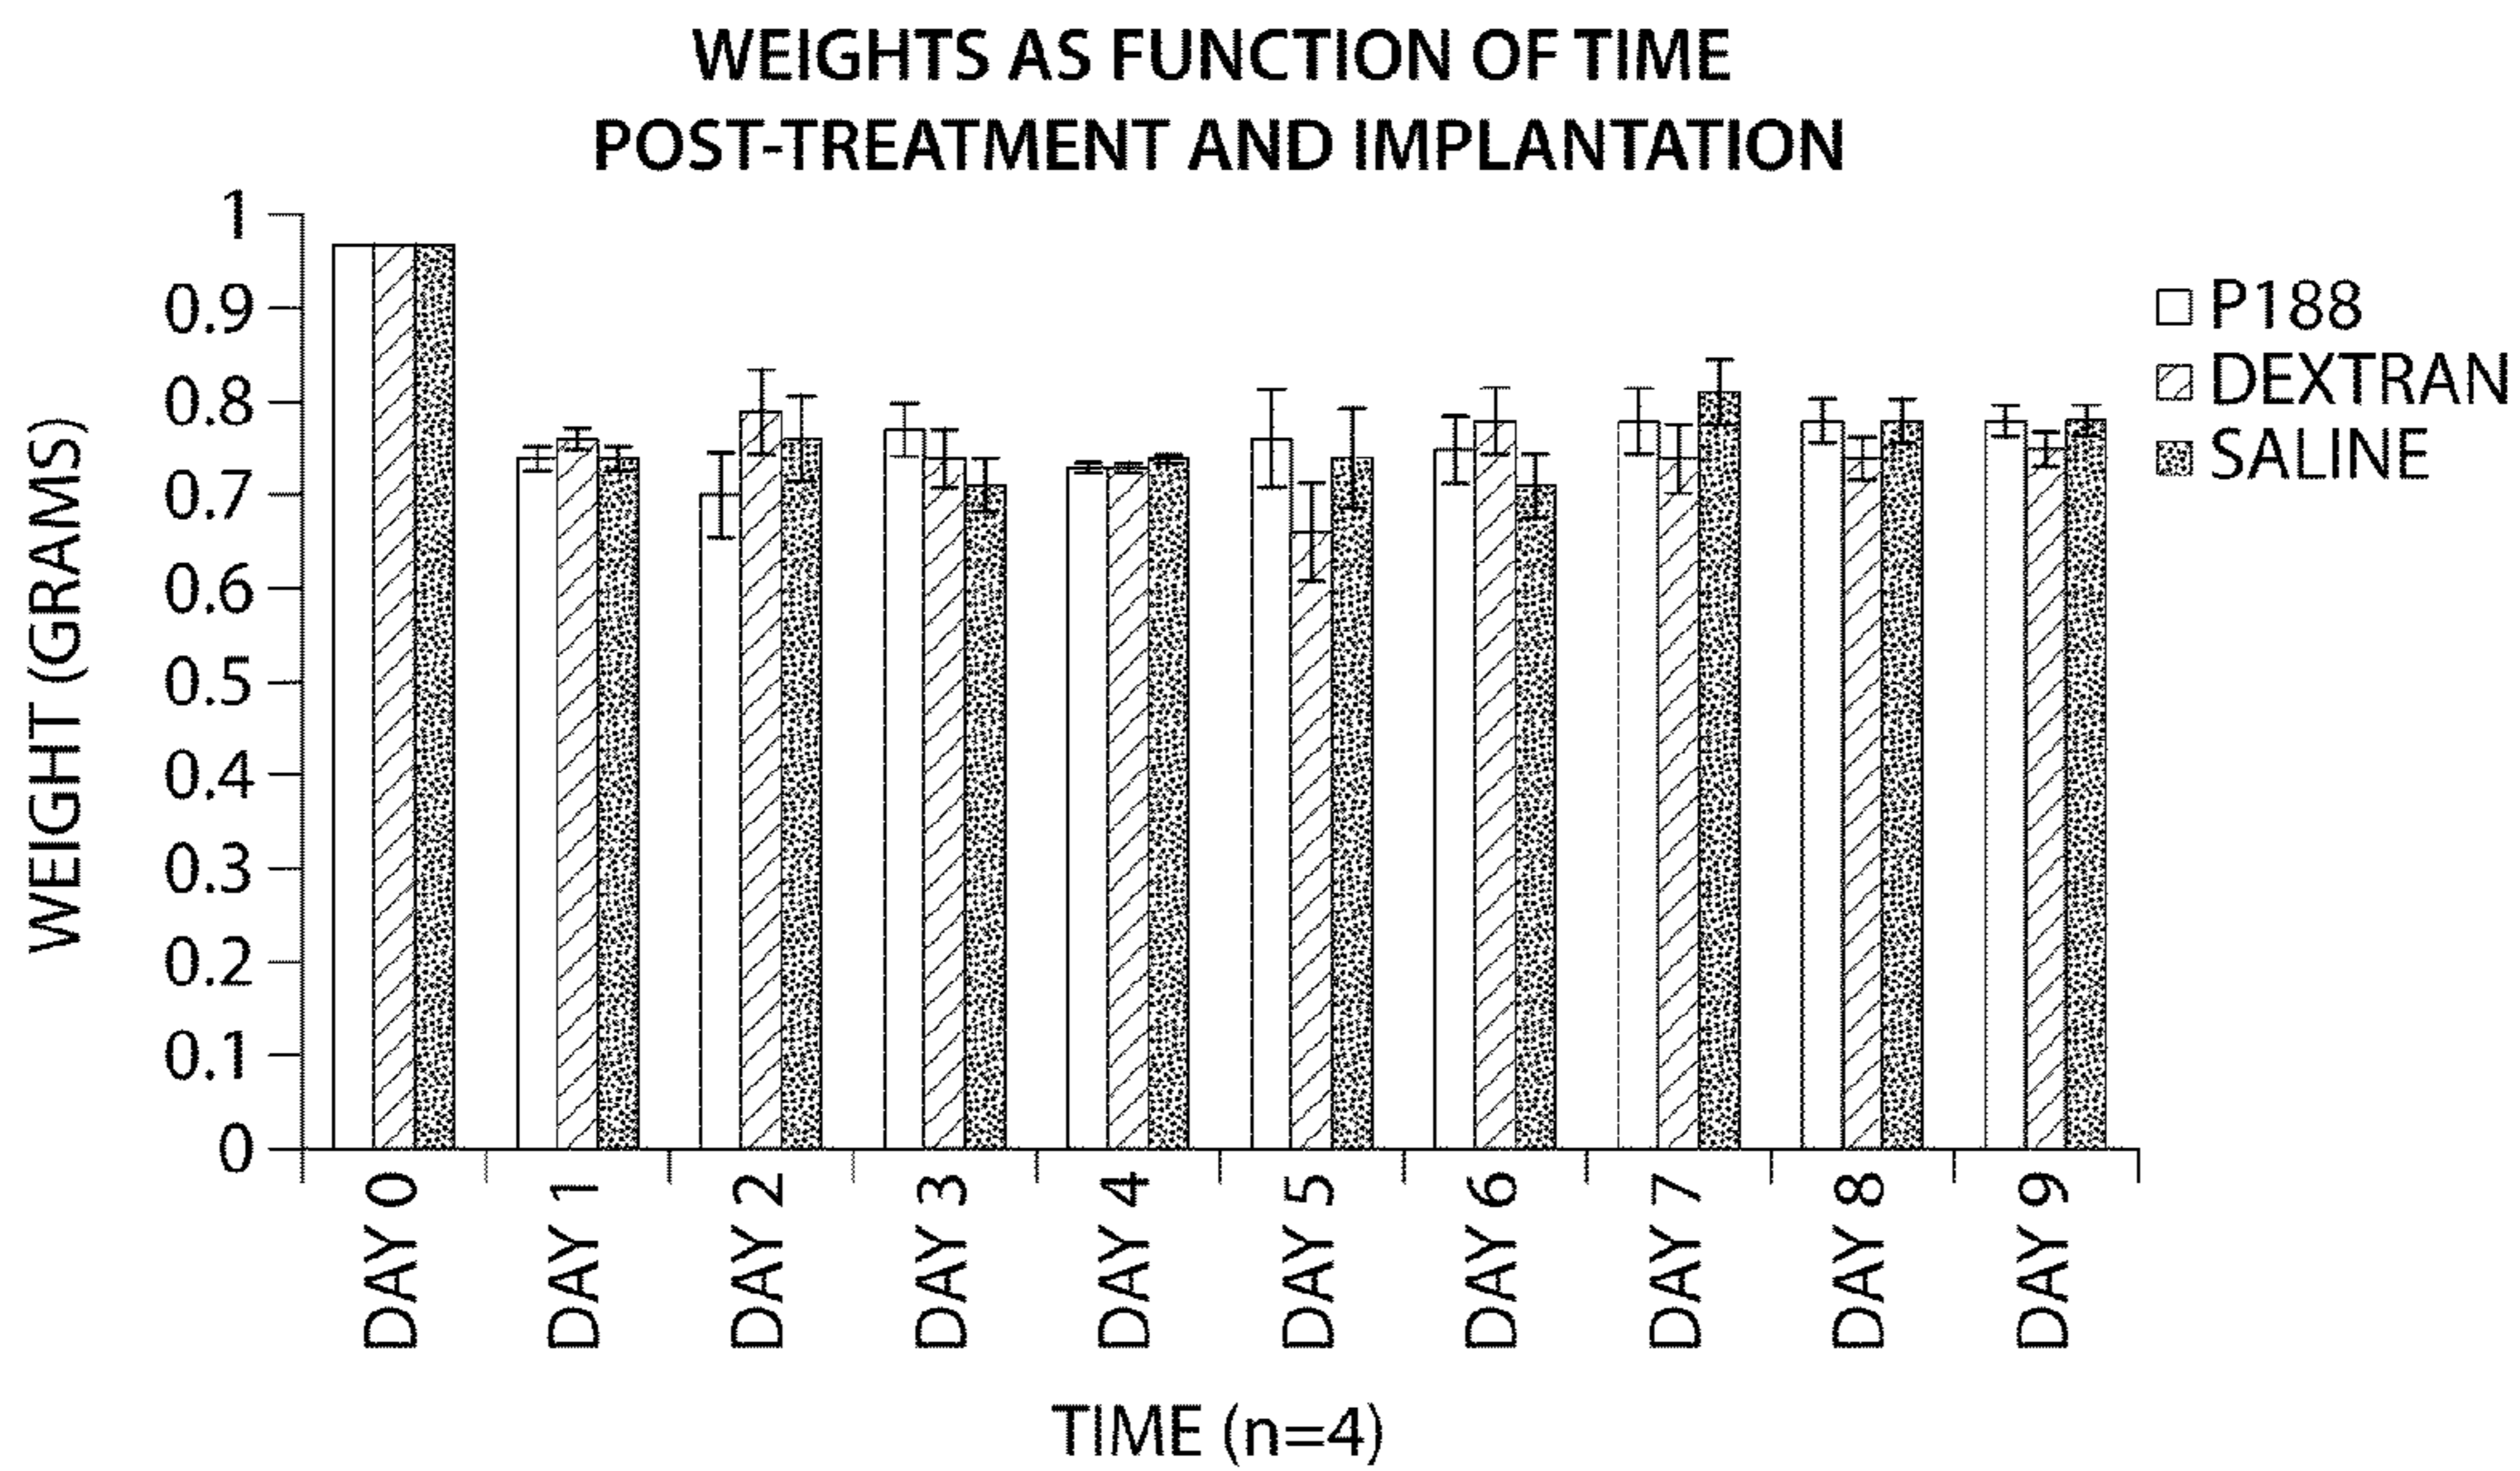 WEIGHTS AS FUNCTION OF TIME
POST-TREATMENT AND IMPLANTATION
WEIGHT (GRAMS)
1
0.9
0.8
0.7
0.6
0.5
0.4
0.3
0.2
0.1
0
P188
DEXTRAN
SALINE
DAY 0
DAY 1
DAY 2
DAY 3
DAY 4
DAY 5
DAY 6
DAY 7
DAY 8
DAY 9
TIME (n=4)